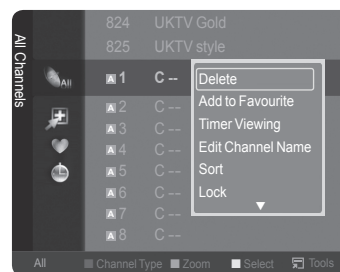 All Channels
824 UKTV Gold
825 UKTV style
All
A 1 C --
A 2 C --
A 3 C --
A 4 C --
A 5 C --
A 6 C --
A 7 C --
A 8 C --
Delete
Add to Favourite
Timer Viewing
Edit Channel Name
Sort
Lock
All Channel Type Zoom Select Tools